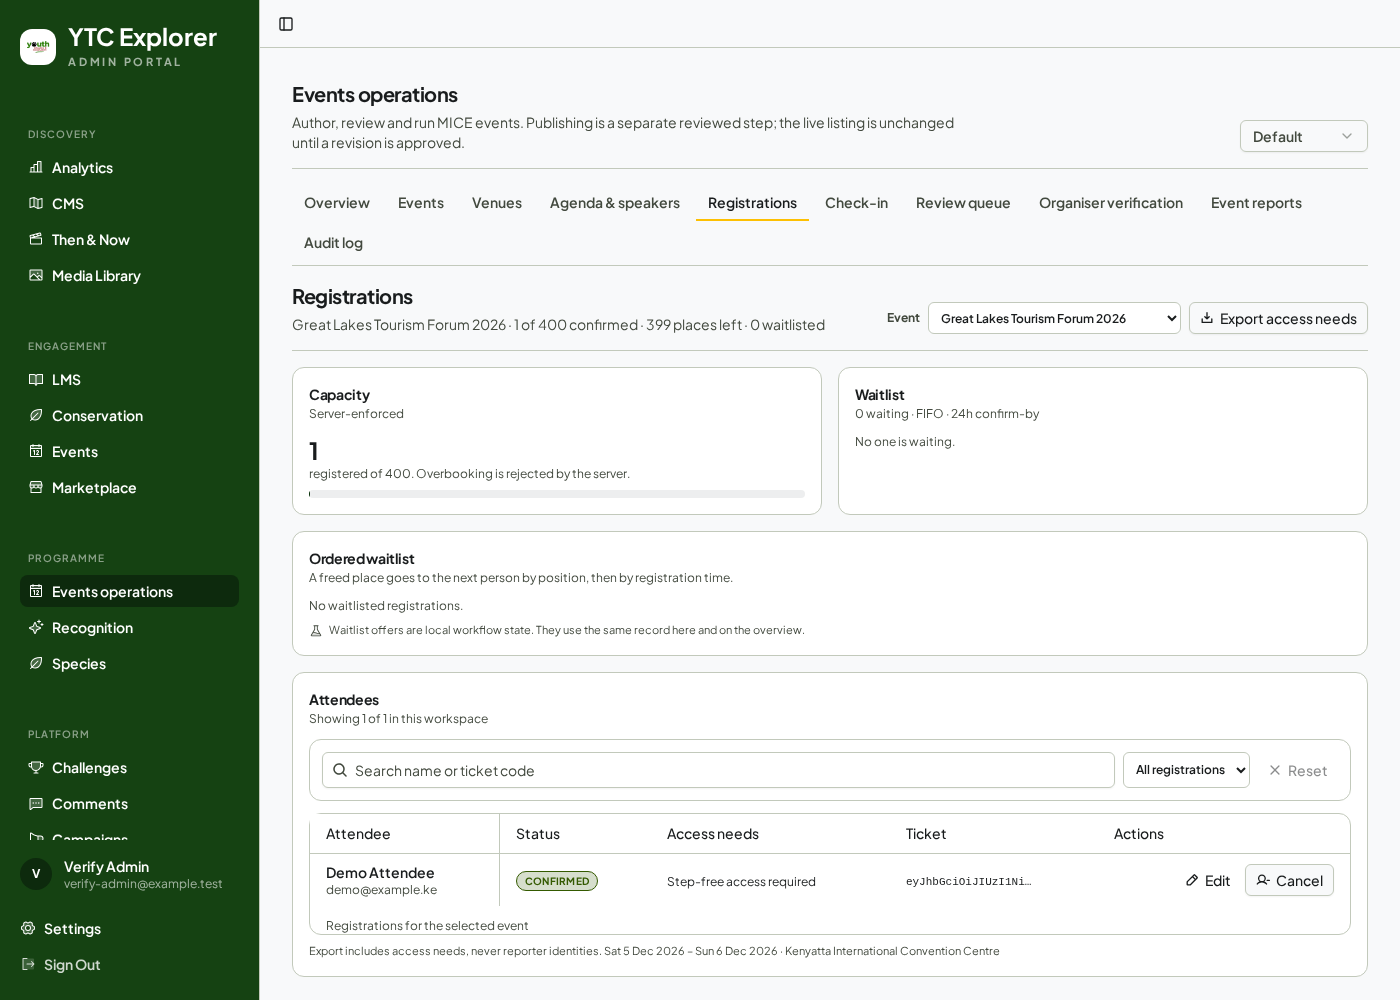 youth
YTC Explorer
ADMIN PORTAL
DISCOVERY
Analytics
CMS
Then & Now
Media Library
ENGAGEMENT
LMS
Conservation
Events
Marketplace
PROGRAMME
Events operations
Recognition
Species
PLATFORM
Challenges
Comments
Campaigns
V
Verify Admin
verify-admin@example.test
Settings
Sign Out
Events operations
Author, review and run MICE events. Publishing is a separate reviewed step; the live listing is unchanged
until a revision is approved.
Default
Overview Events Venues Agenda & speakers Registrations Check-in Review queue Organiser verification Event reports
Audit log
Registrations
Great Lakes Tourism Forum 2026 · 1 of 400 confirmed · 399 places left · 0 waitlisted
Event Great Lakes Tourism Forum 2026 Export access needs
Capacity
Server-enforced
1
registered of 400. Overbooking is rejected by the server.
Waitlist
0 waiting · FIFO · 24h confirm-by
No one is waiting.
Ordered waitlist
A freed place goes to the next person by position, then by registration time.
No waitlisted registrations.
Waitlist offers are local workflow state. They use the same record here and on the overview.
Attendees
Showing 1 of 1 in this workspace
Search name or ticket code All registrations Reset
Attendee Status Access needs Ticket Actions
Demo Attendee
demo@example.ke
CONFIRMED Step-free access required eyJhbGciOiJIUzI1Ni… Edit Cancel
Registrations for the selected event
Export includes access needs, never reporter identities. Sat 5 Dec 2026 – Sun 6 Dec 2026 · Kenyatta International Convention Centre